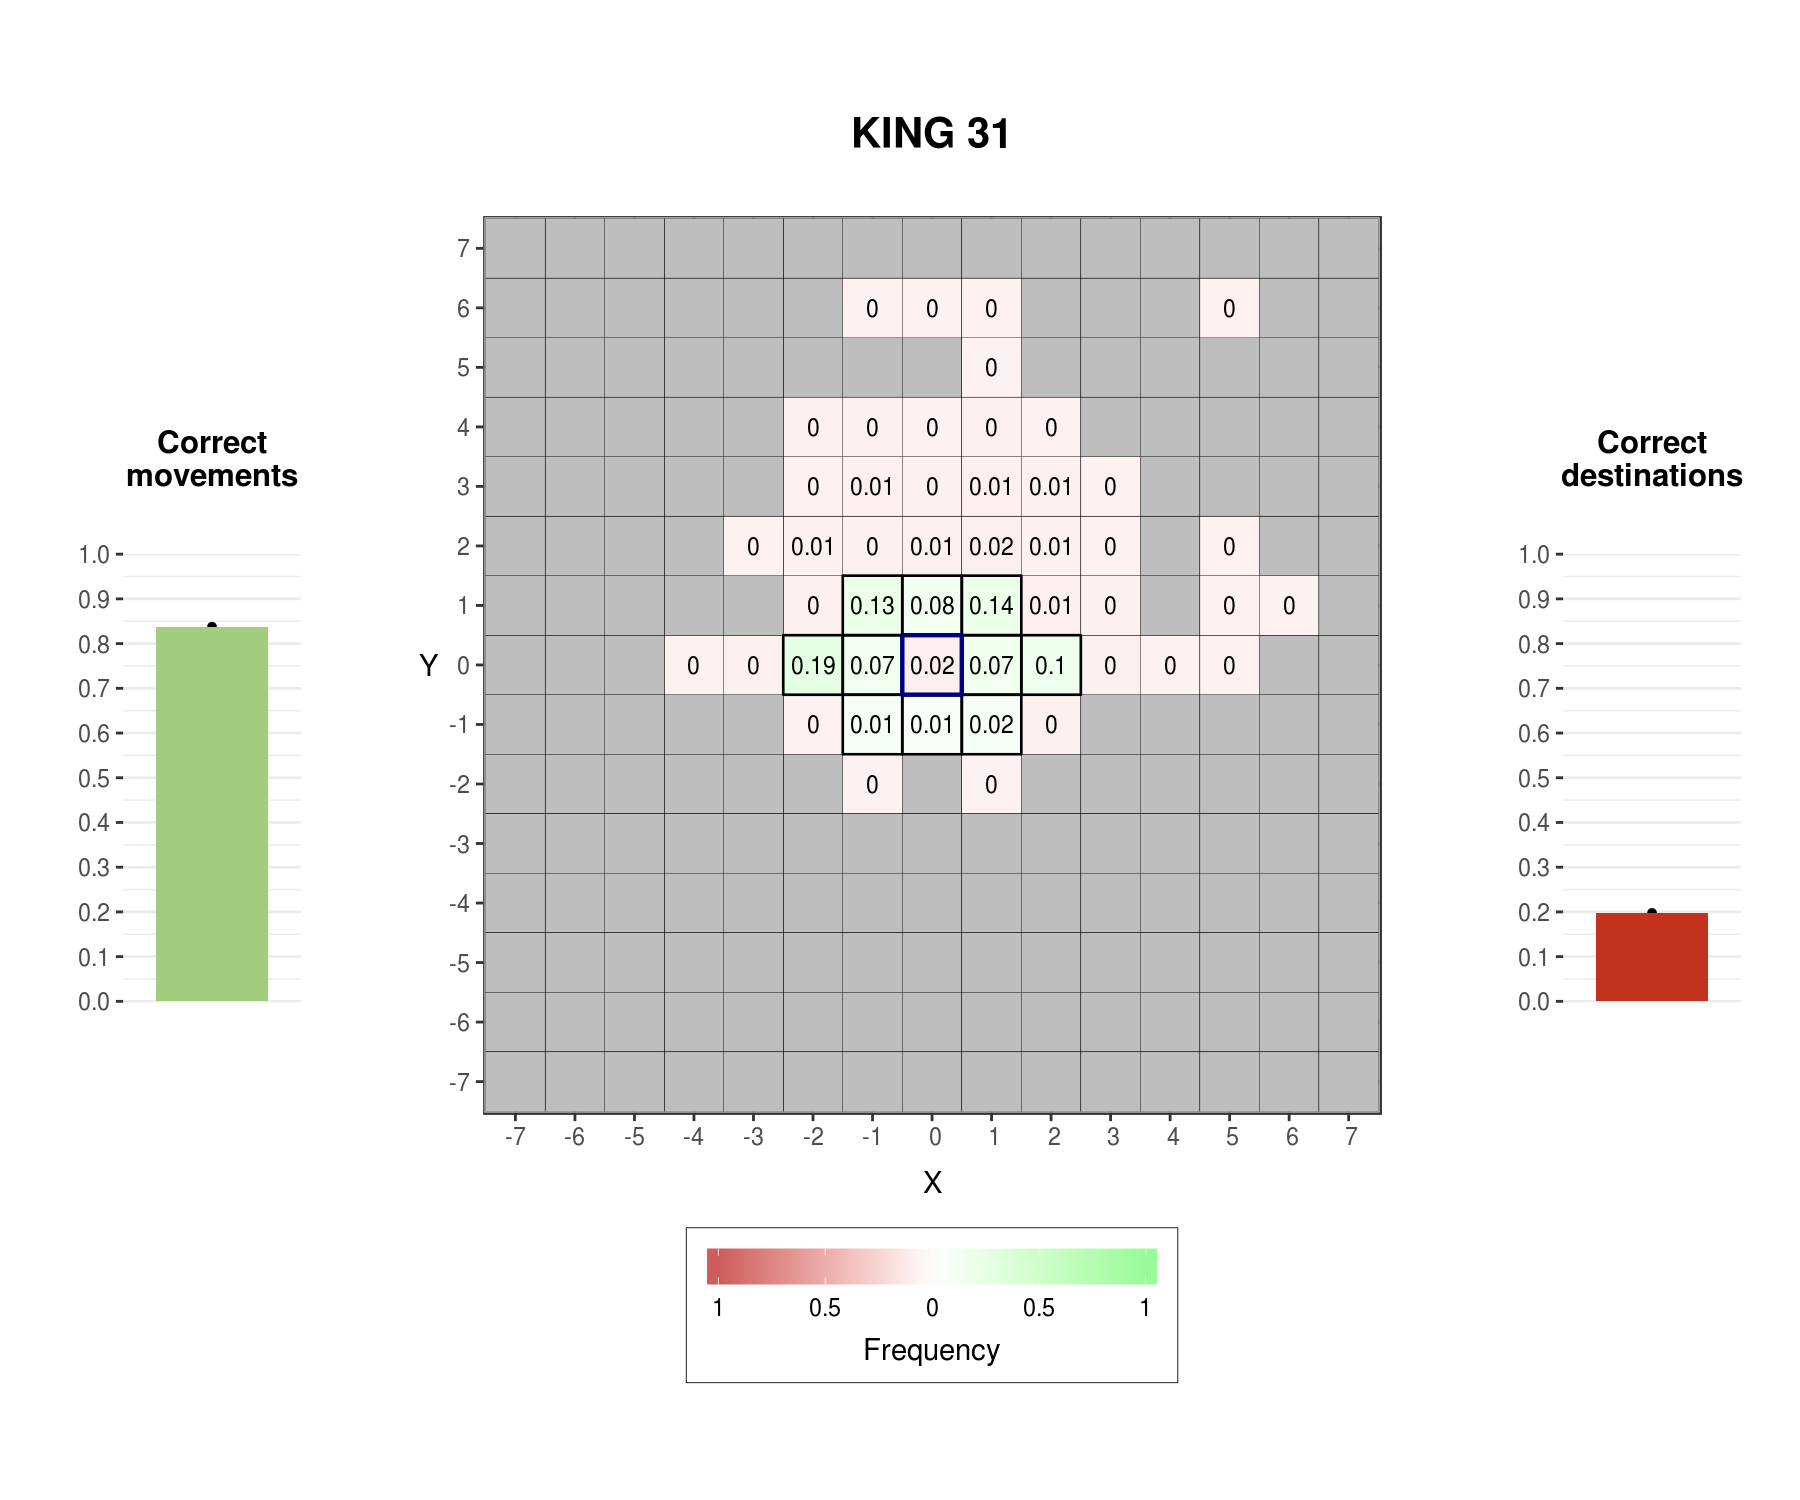 KING 31
Correct
movements
1.0
0.9
0.8
0.7
0.6
0.5
0.4
0.3
0.2
0.1
0.0
Y
7
6 0 0 0 0
5 0
4 0 0 0 0 0
3 0 0.01 0 0.01 0.01 0
2 0 0.01 0 0.01 0.02 0.01 0 0
1 0 0.13 0.08 0.14 0.01 0 0 0
0 0 0 0.19 0.07 0.02 0.07 0.1 0 0 0
-1 0 0.01 0.01 0.02 0
-2 0 0
-3
-4
-5
-6
-7
-7 -6 -5 -4 -3 -2 -1 0 1 2 3 4 5 6 7
X
Correct
destinations
1.0
0.9
0.8
0.7
0.6
0.5
0.4
0.3
0.2
0.1
0.0
1 0.5 0 0.5 1
Frequency